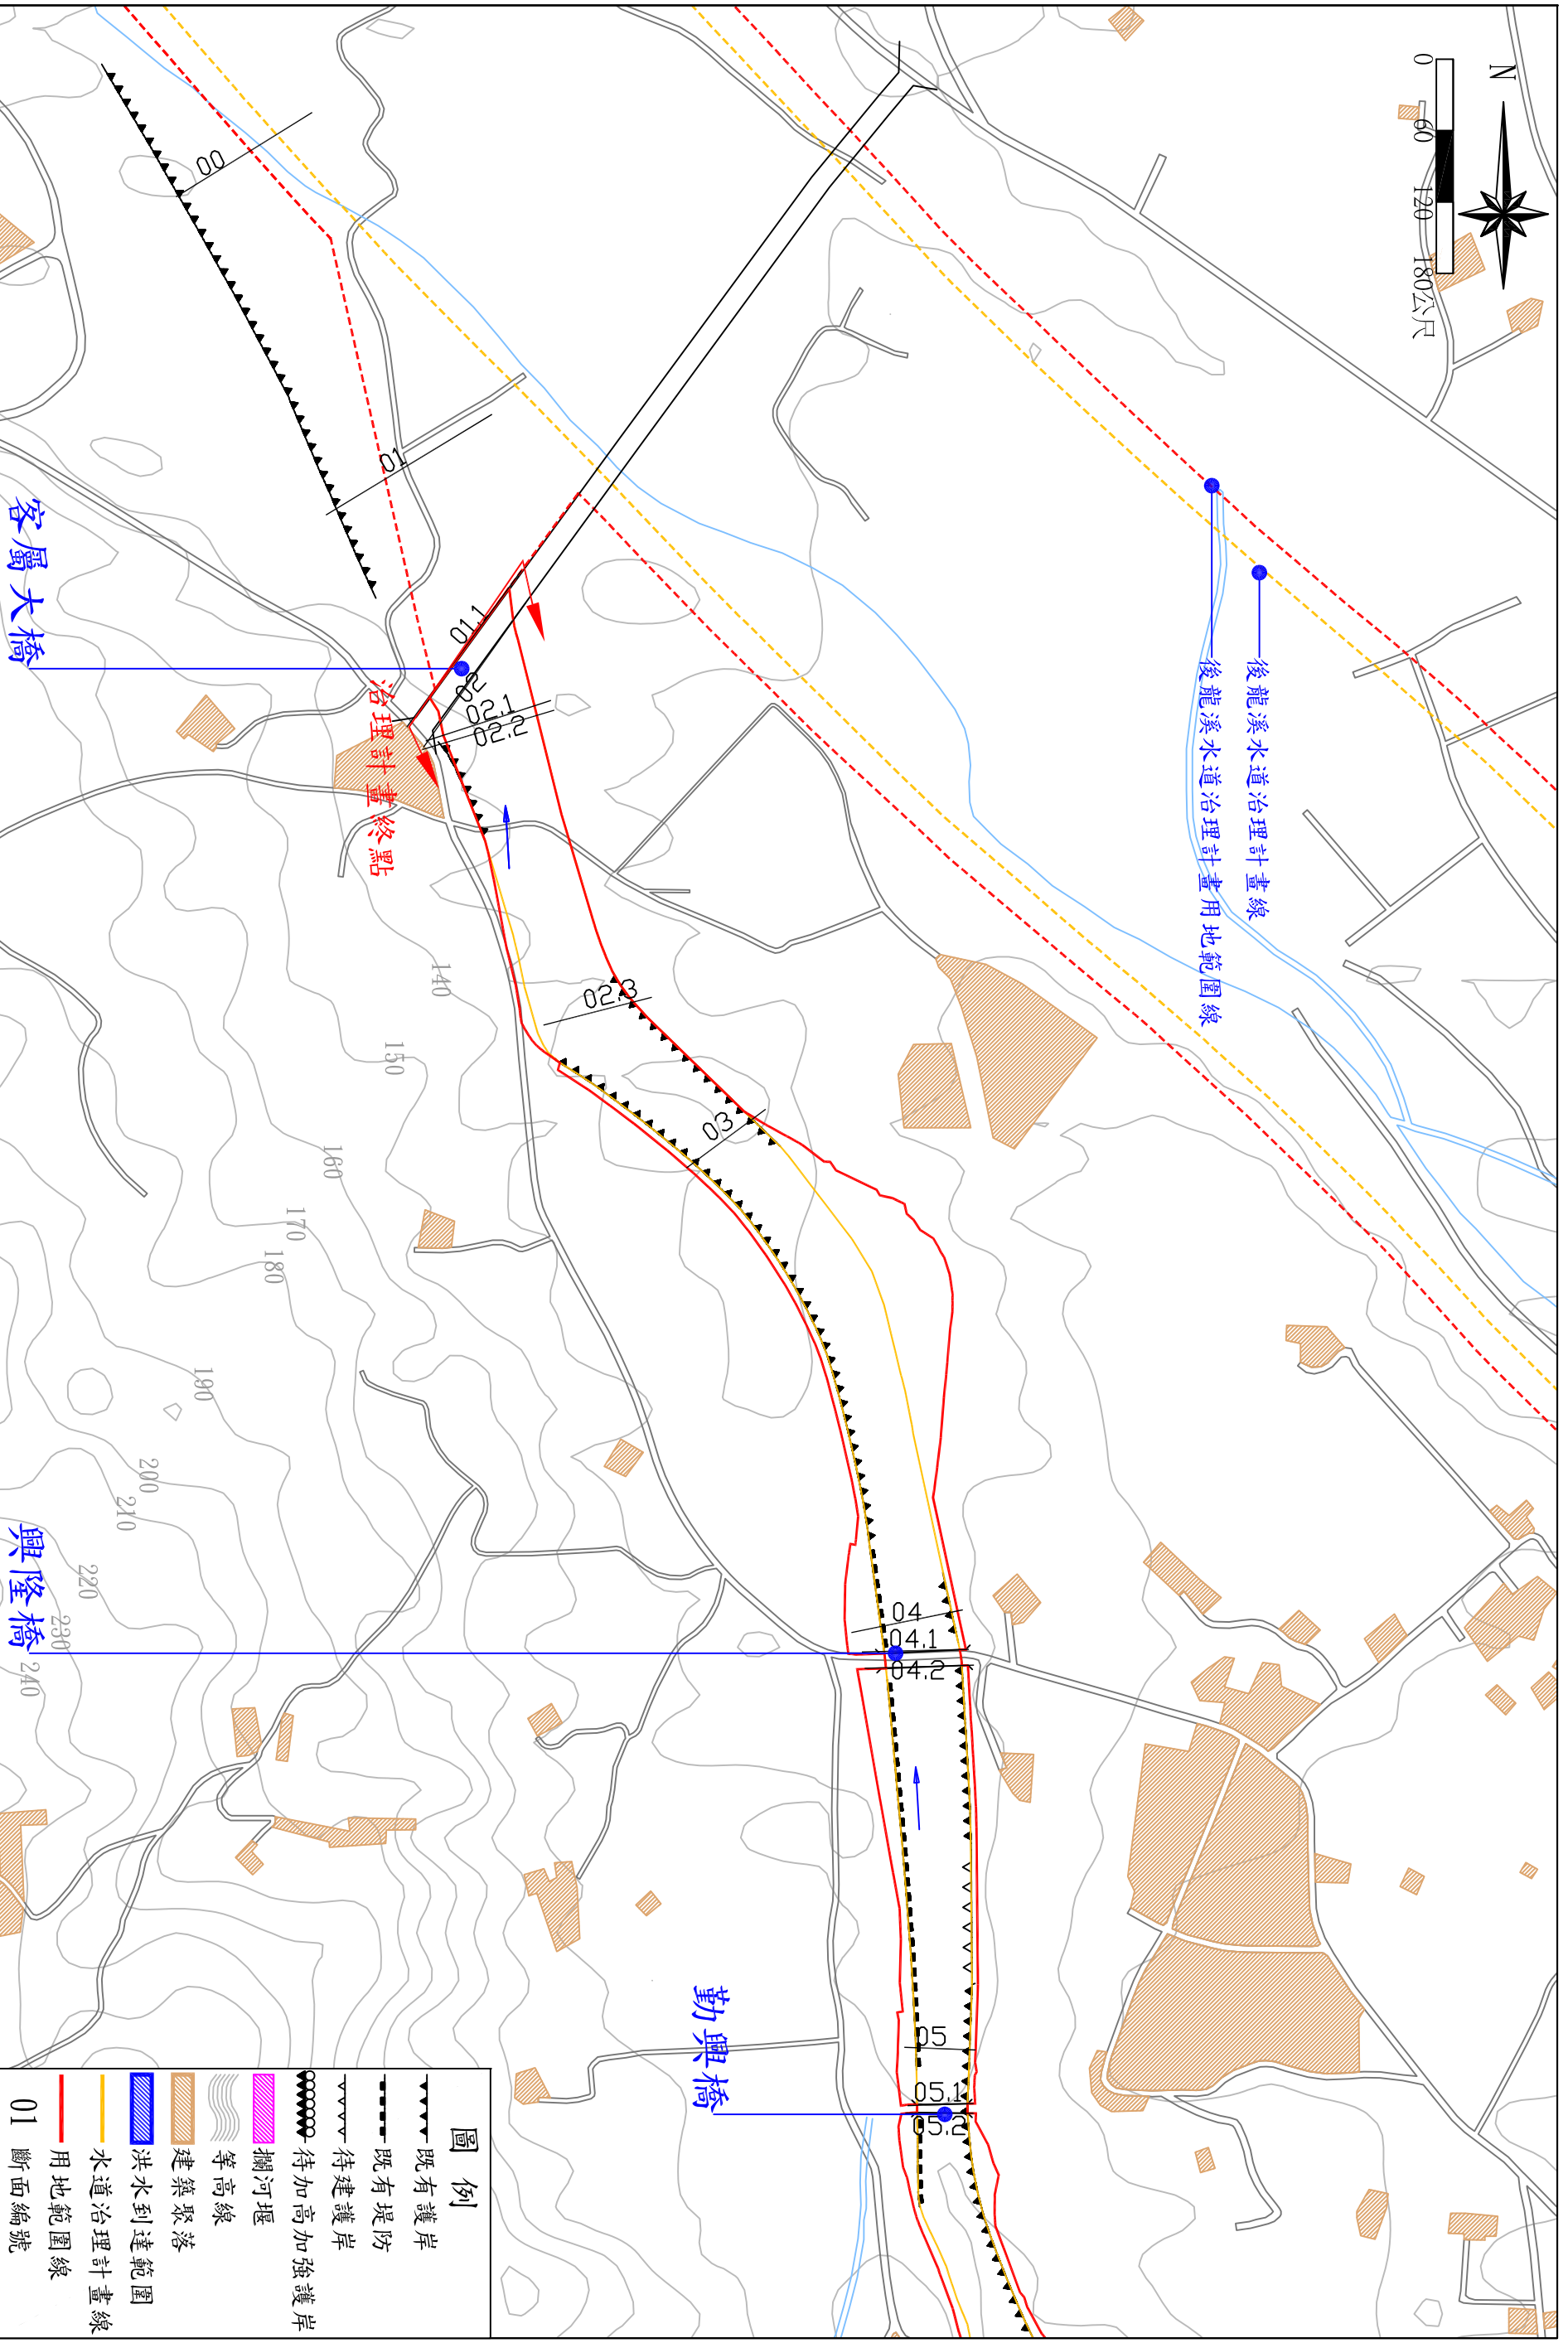 N
0 60 120 180公尺
後龍溪水道治理計畫線
後龍溪水道治理計畫用地範圍線
00
01
01.1
02
02.1
02.2
02.3
03
04
04.1
04.2
05
05.1
05.2
客屬大橋
治理計畫終點
興隆橋
勤興橋
140
150
160
170
180
190
200
210
220
230
240
圖例
既有護岸
既有堤防
待建護岸
待加高加強護岸
攔河堰
等高線
建築聚落
洪水到達範圍
水道治理計畫線
用地範圍線
01 斷面編號